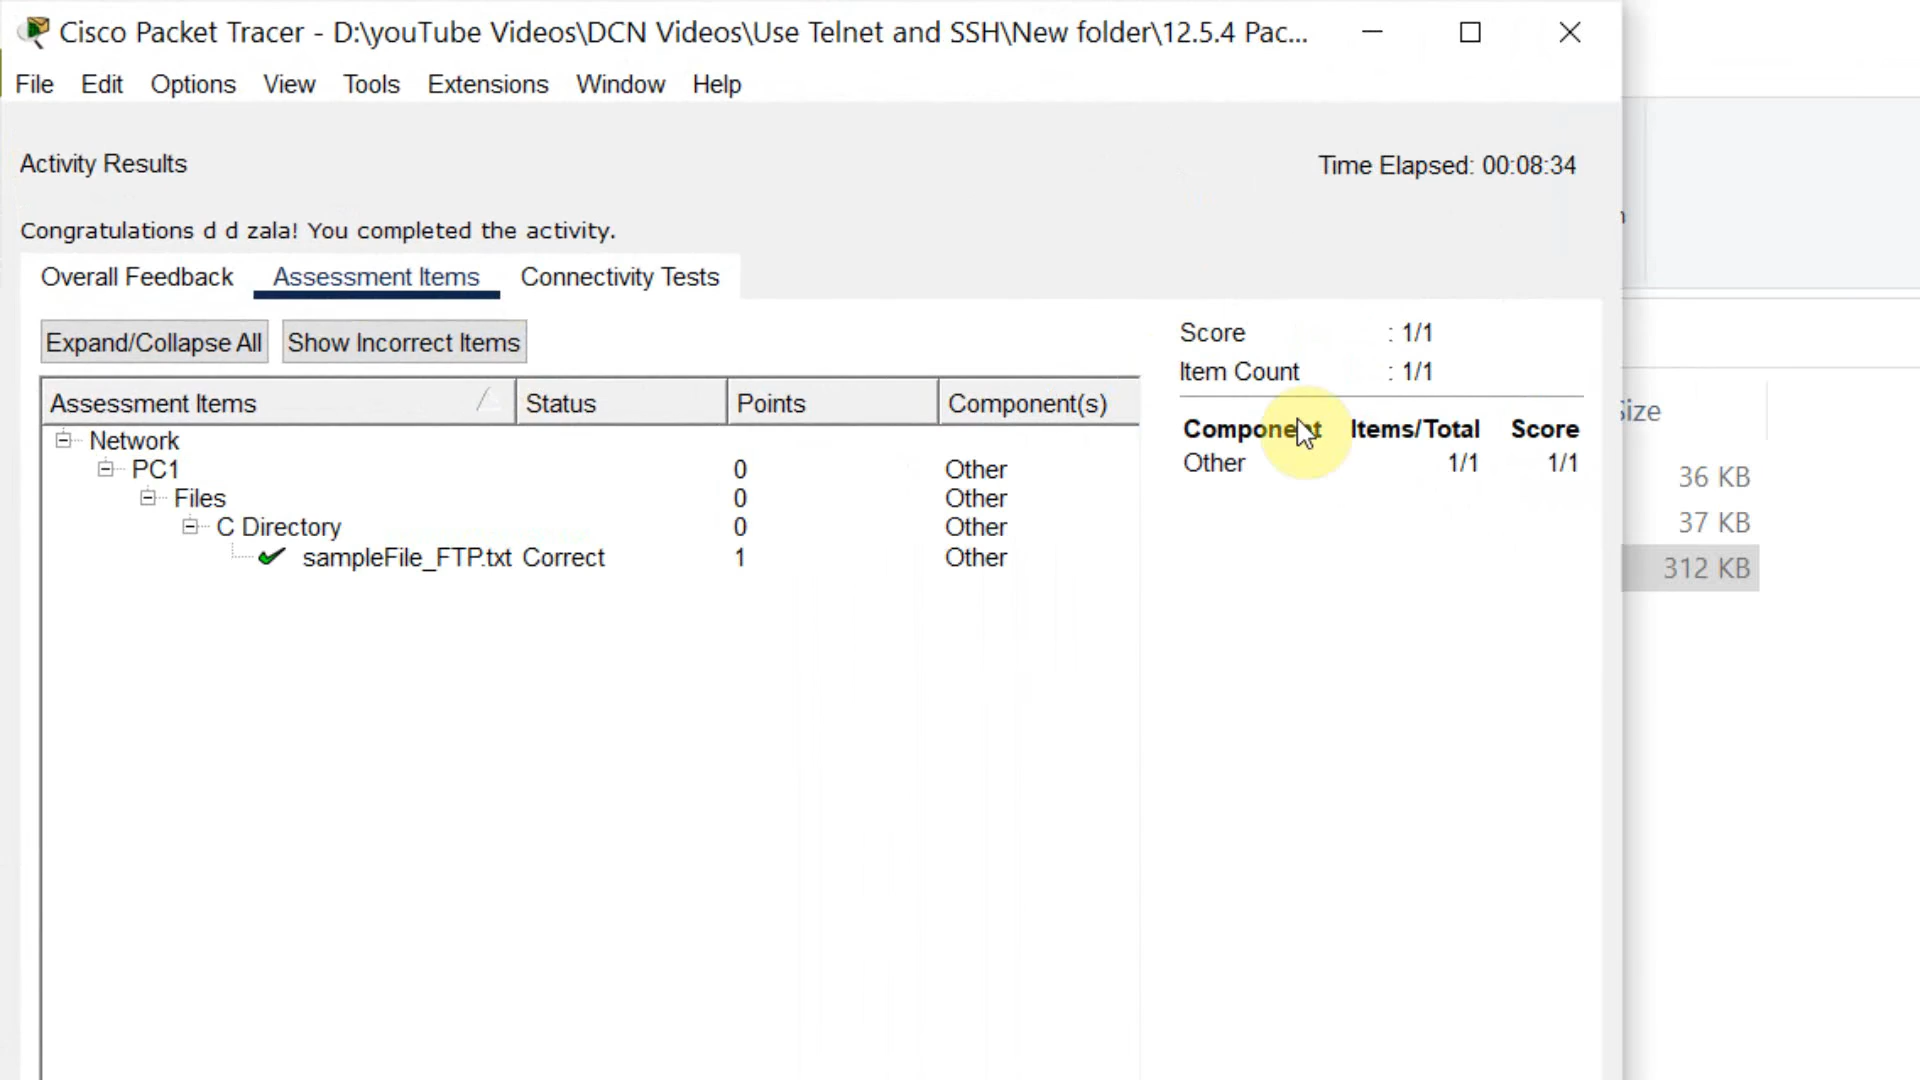 Cisco Packet Tracer - D:\youTube Videos\DCN Videos\Use Telnet and SSH\New folder\12.5.4 Pac...
File Edit Options View Tools Extensions Window Help
Activity Results
Time Elapsed: 00:08:34
Congratulations d d zala! You completed the activity.
Overall Feedback Assessment Items Connectivity Tests
Expand/Collapse All Show Incorrect Items
Assessment Items Status Points Component(s)
Network
PC1 0 Other
Files 0 Other
C Directory 0 Other
sampleFile_FTP.txt Correct 1 Other
Score : 1/1
Item Count : 1/1
Component Items/Total Score
Other 1/1 1/1
Size
36 KB
37 KB
312 KB